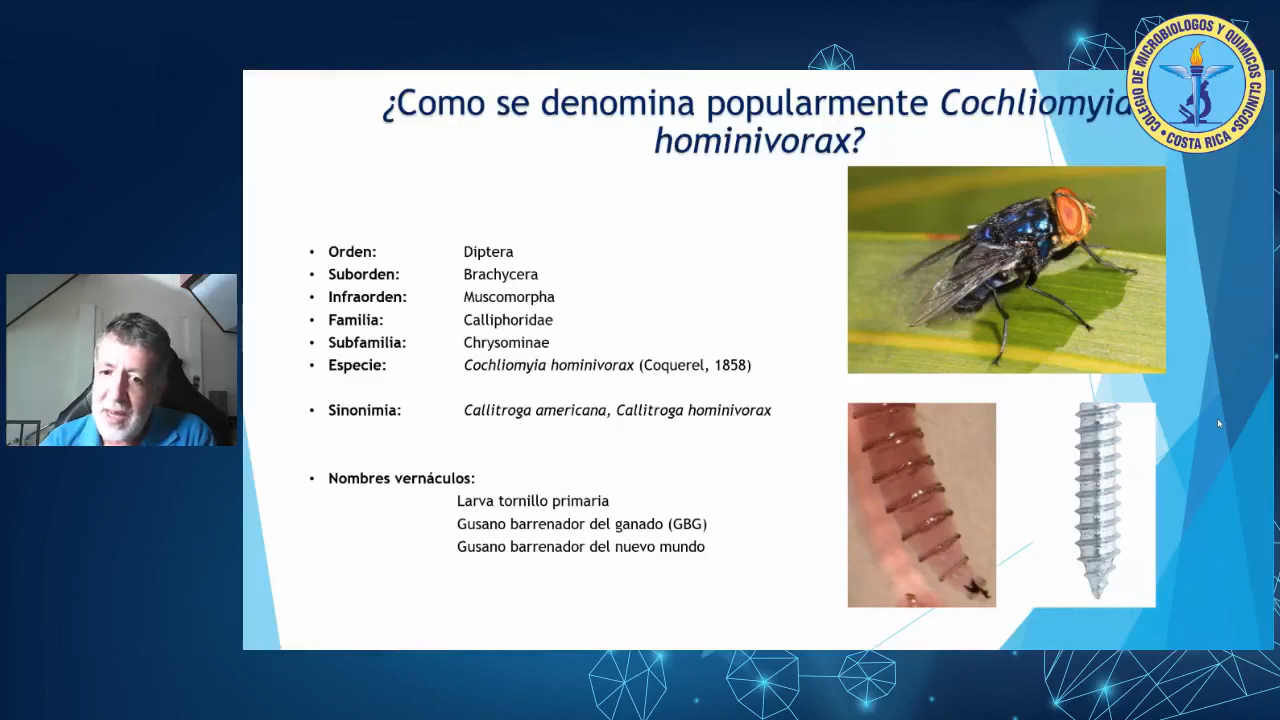 ¿Como se denomina popularmente Cochliomyia
hominivorax?
COLEGIO DE MICROBIOLOGOS Y QUIMICOS CLINICOS
• COSTA RICA •
• Orden: Diptera
• Suborden: Brachycera
• Infraorden: Muscomorpha
• Familia: Calliphoridae
• Subfamilia: Chrysominae
• Especie: Cochliomyia hominivorax (Coquerel, 1858)
• Sinonimia: Callitroga americana, Callitroga hominivorax
• Nombres vernáculos:
Larva tornillo primaria
Gusano barrenador del ganado (GBG)
Gusano barrenador del nuevo mundo